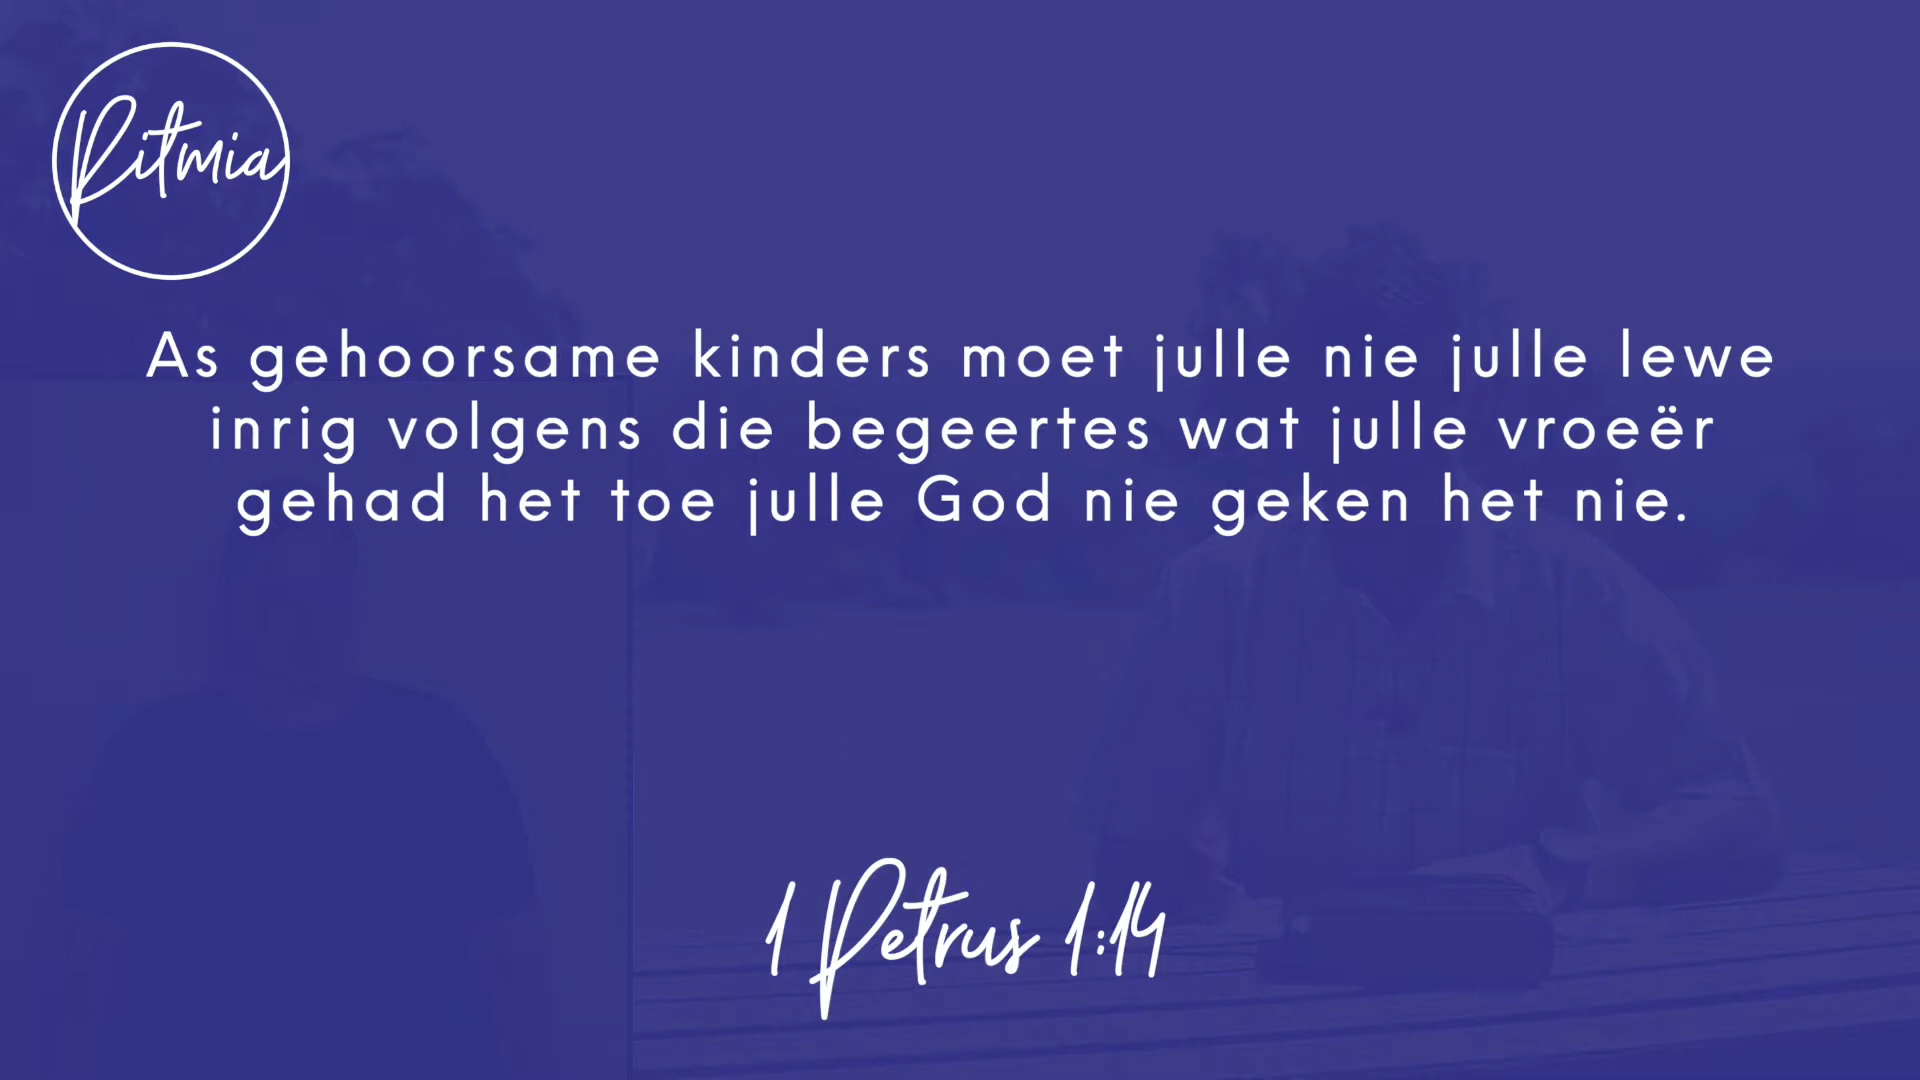 Ritmia
As gehoorsame kinders moet julle nie julle lewe
inrig volgens die begeertes wat julle vroeër
gehad het toe julle God nie geken het nie.
1 Petrus 1:14